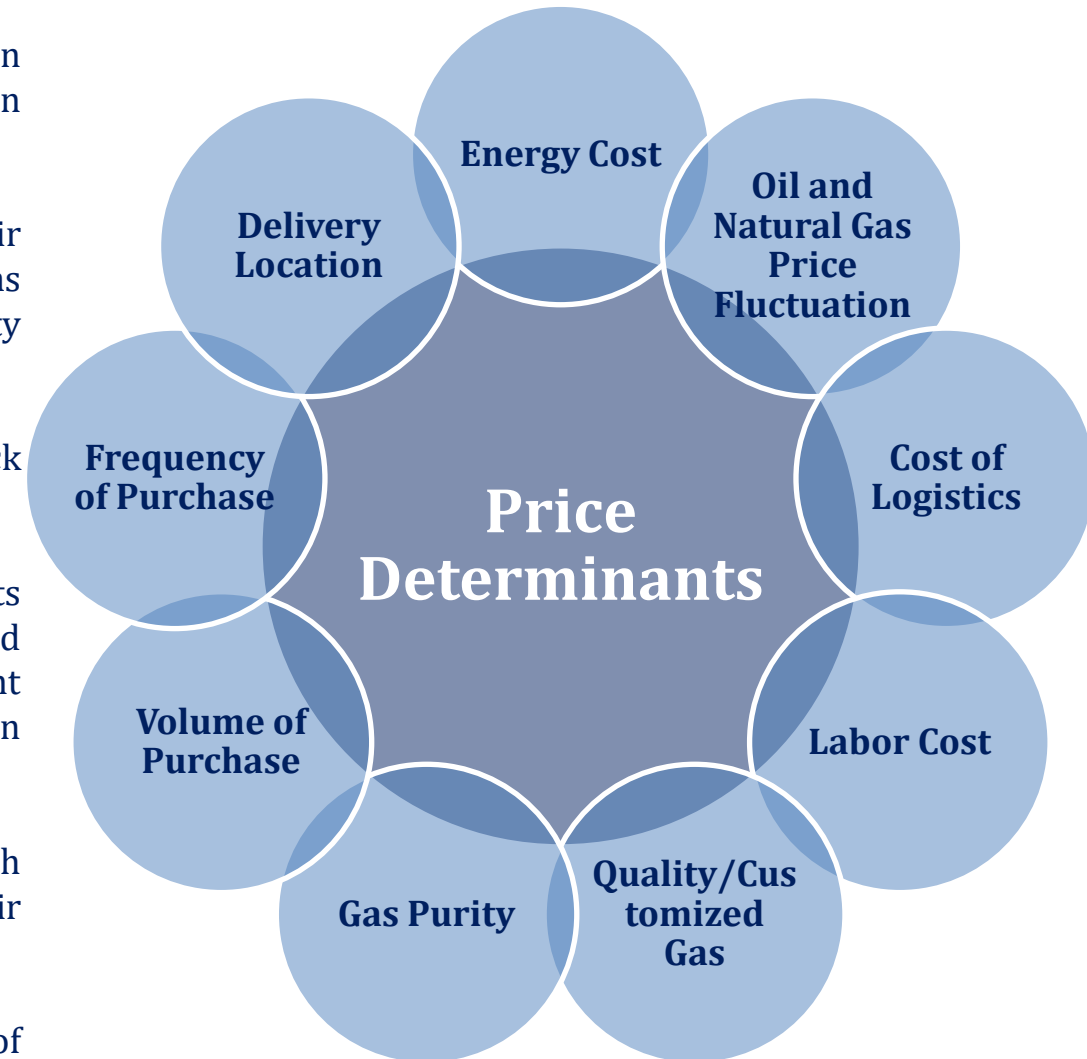 Energy Cost
Oil and
Natural Gas
Price
Fluctuation
Delivery
Location
Frequency
of Purchase
Cost of
Logistics
Price
Determinants
Volume of
Purchase
Labor Cost
Gas Purity
Quality/Cus
tomized
Gas
of